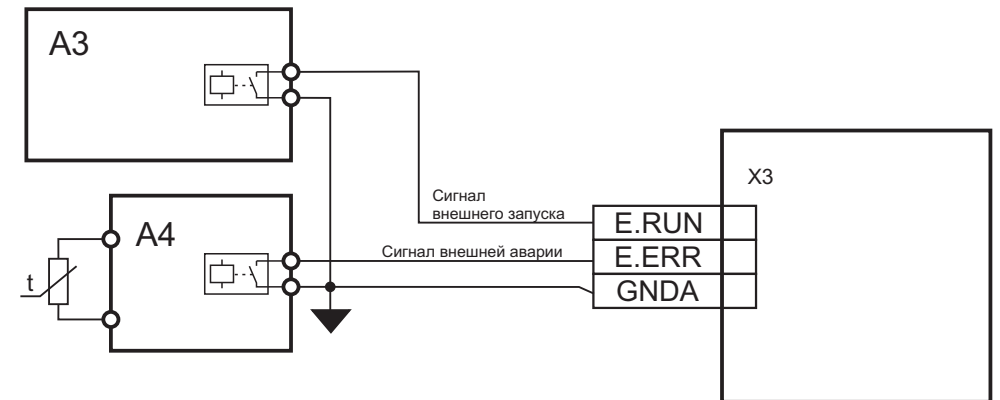 A3
X3
Сигнал
внешнего запуска
E.RUN
A4
Сигнал внешней аварии
E.ERR
t
GNDA